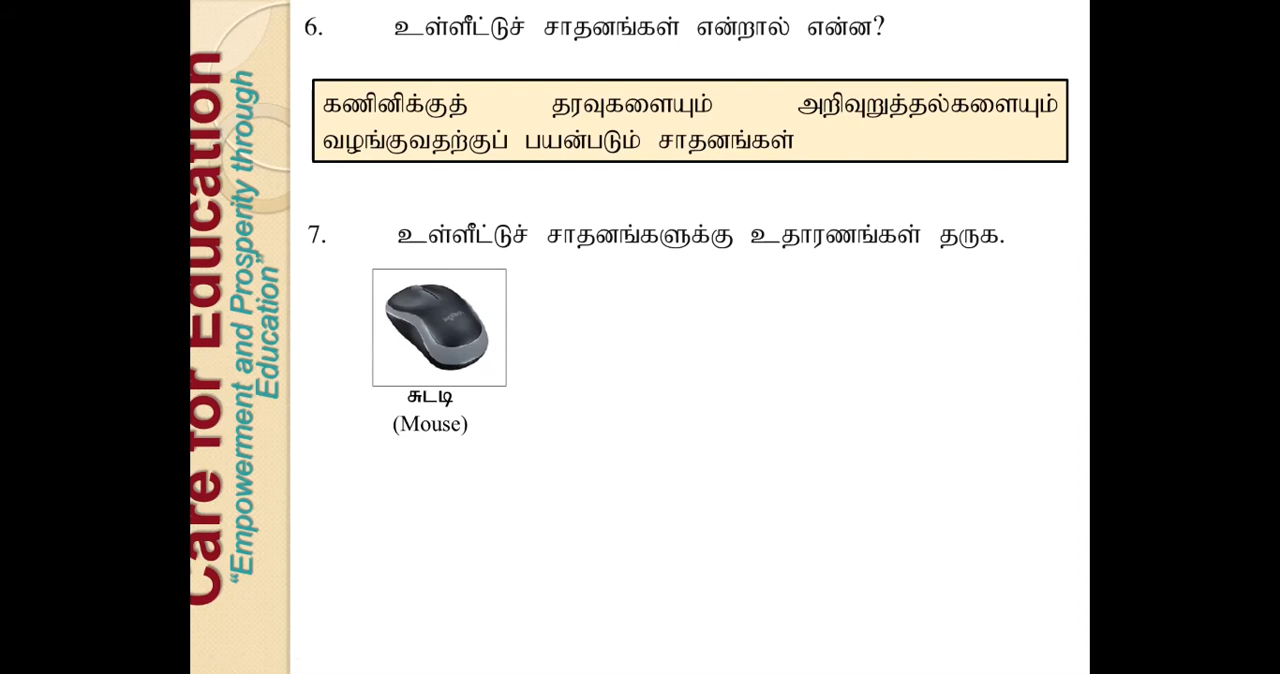 Care for Education
“Empowerment and Prosperity through
Education”
6. உள்ளீட்டுச் சாதனங்கள் என்றால் என்ன?
கணினிக்குத் தரவுகளையும் அறிவுறுத்தல்களையும்
வழங்குவதற்குப் பயன்படும் சாதனங்கள்
7. உள்ளீட்டுச் சாதனங்களுக்கு உதாரணங்கள் தருக.
சுட்டி
(Mouse)